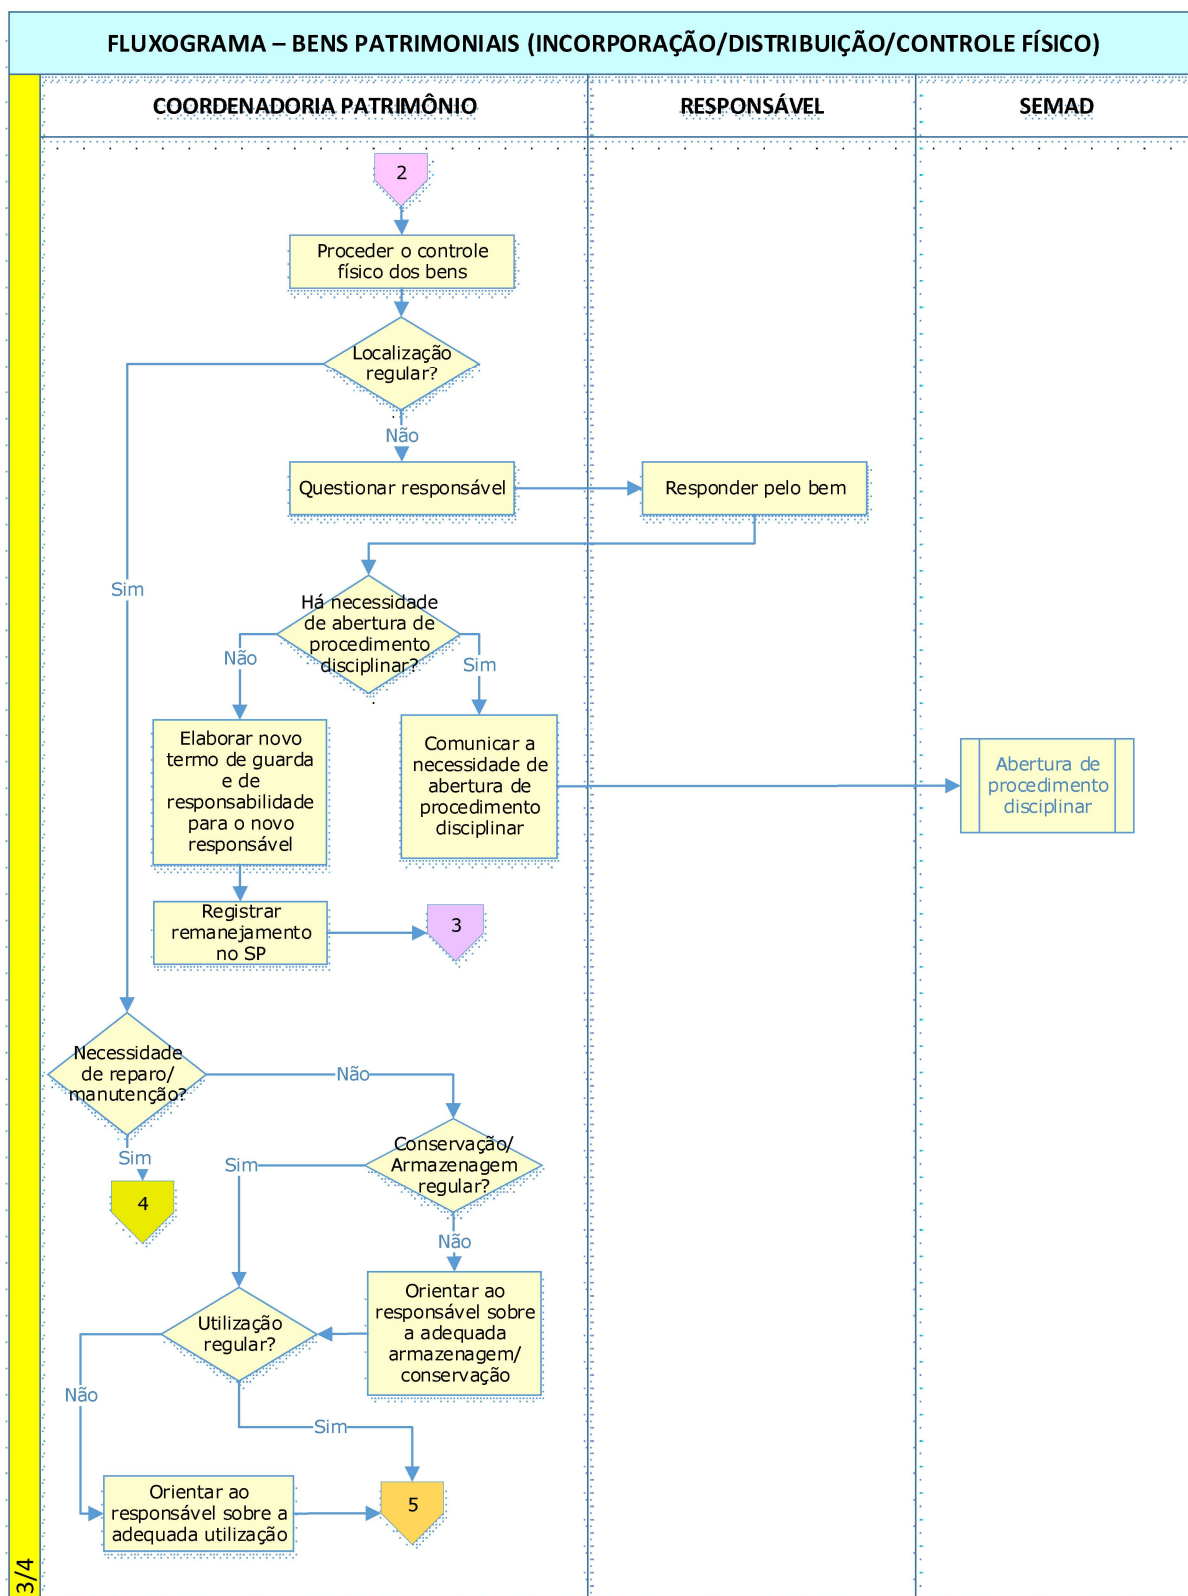 FLUXOGRAMA – BENS PATRIMONIAIS (INCORPORAÇÃO/DISTRIBUIÇÃO/CONTROLE FÍSICO)
COORDENADORIA PATRIMÔNIO
RESPONSÁVEL
SEMAD
2
Proceder o controle
físico dos bens
Localização
regular?
Não
Questionar responsável
Responder pelo bem
Sim
Há necessidade
de abertura de
procedimento
disciplinar?
Não
Sim
Elaborar novo
termo de guarda
e de
responsabilidade
para o novo
responsável
Comunicar a
necessidade de
abertura de
procedimento
disciplinar
Abertura de
procedimento
disciplinar
Registrar
remanejamento
no SP
3
Necessidade
de reparo/
manutenção?
Não
Sim
4
Conservação/
Armazenagem
regular?
Sim
Não
Orientar ao
responsável sobre
a adequada
armazenagem/
conservação
Utilização
regular?
Não
Sim
Orientar ao
responsável sobre a
adequada utilização
5
3/4